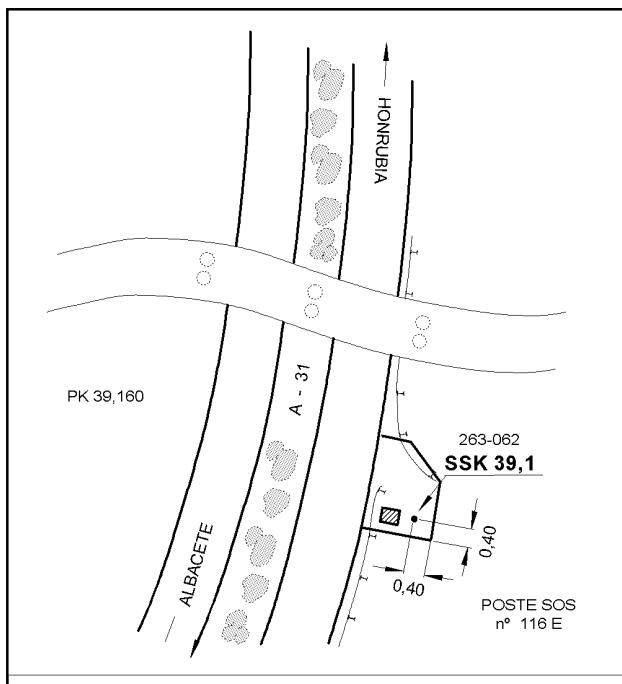 HONRUBIA
A - 31
PK 39,160
263-062
SSK 39,1
ALBACETE
0,40
0,40
POSTE SOS
nº 116 E